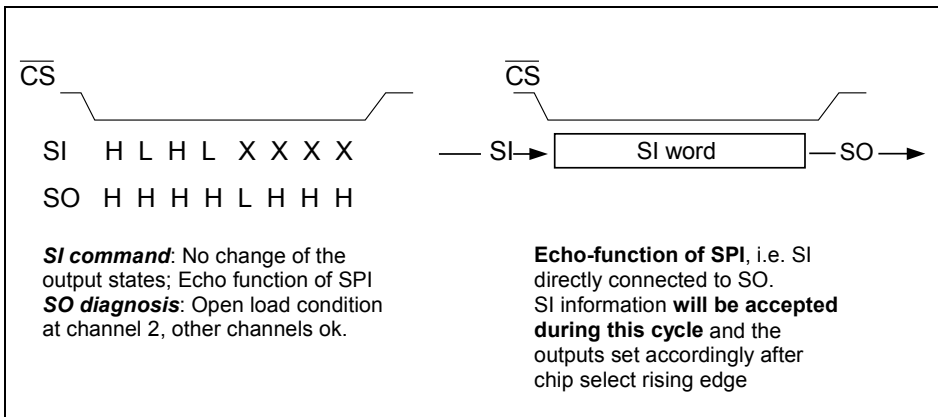 CS
SI H L H L X X X X
SO H H H H L H H H
SI command: No change of the
output states; Echo function of SPI
SO diagnosis: Open load condition
at channel 2, other channels ok.
CS
SI SI word SO
Echo-function of SPI, i.e. SI
directly connected to SO.
SI information will be accepted
during this cycle and the
outputs set accordingly after
chip select rising edge